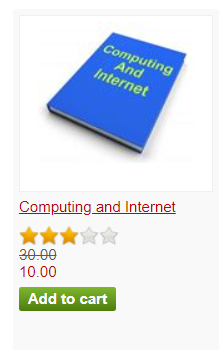 Computing
And
Internet
Computing and Internet
30.00
10.00
Add to cart